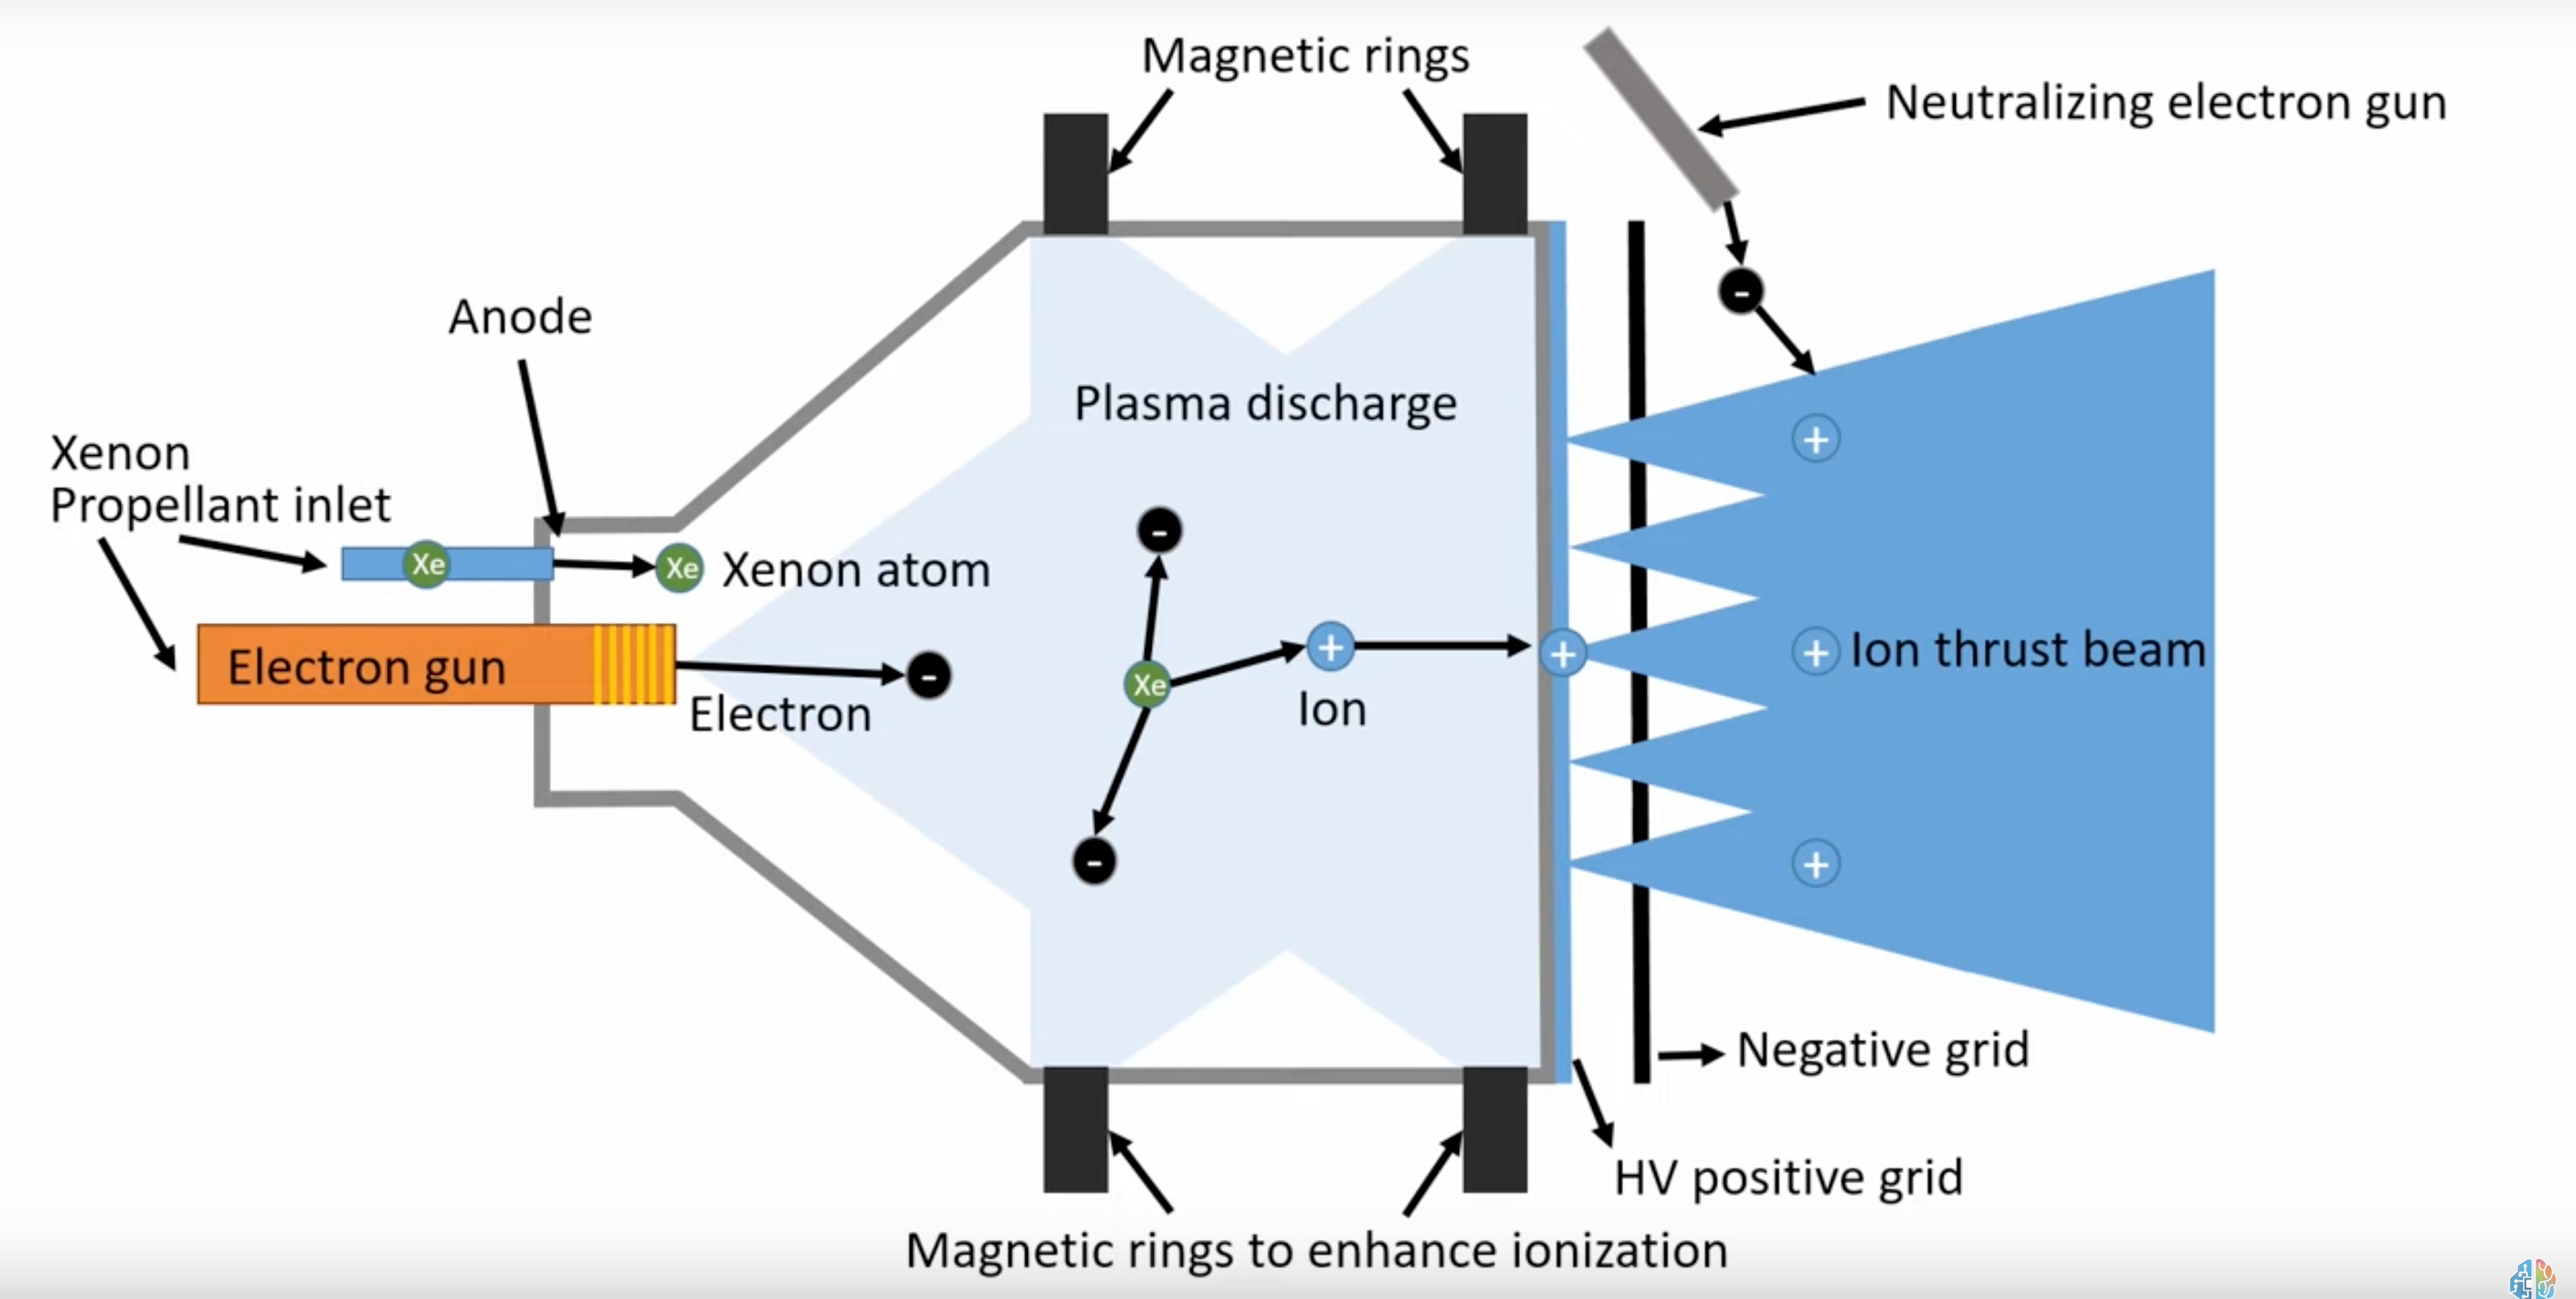 Magnetic rings
Neutralizing electron gun
-
Anode
Plasma discharge
+
Xenon
Propellant inlet
-
Xe
Xe
Xenon atom
Electron gun
-
Electron
Xe
+
Ion
+
+
Ion thrust beam
-
+
Negative grid
HV positive grid
Magnetic rings to enhance ionization